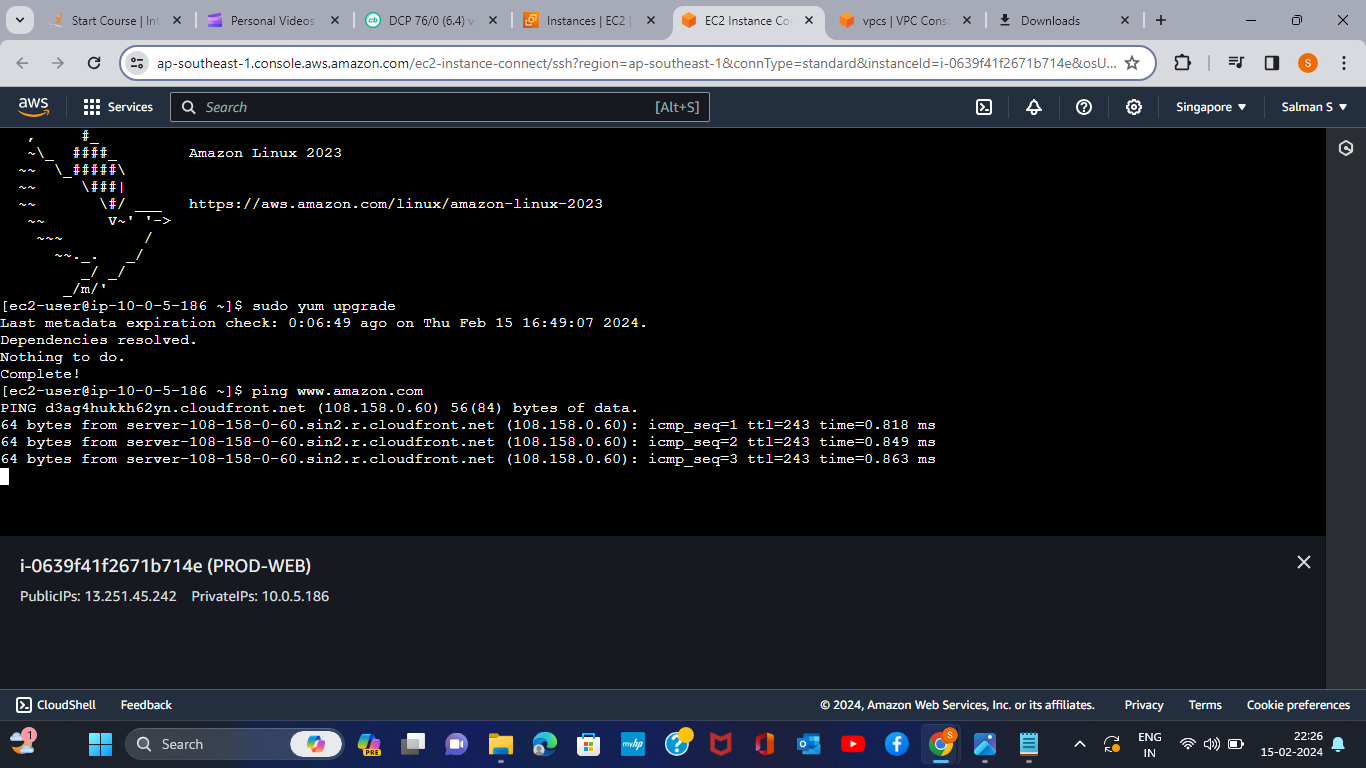 Start Course | Int
Personal Videos
DCP 76/0 (6.4) v
Instances | EC2 |
EC2 Instance Co
vpcs | VPC Cons
Downloads
ap-southeast-1.console.aws.amazon.com/ec2-instance-connect/ssh?region=ap-southeast-1&connType=standard&instanceId=i-0639f41f2671b714e&osU...
S
aws
Services
Search
[Alt+S]
Singapore
Salman S
   ,     #_
   ~\_  ####_        Amazon Linux 2023
  ~~  \_#####\
  ~~     \###|
  ~~       \#/ ___   https://aws.amazon.com/linux/amazon-linux-2023
   ~~       V~' '->
    ~~~         /
      ~~._.   _/
         _/ _/
       _/m/'
[ec2-user@ip-10-0-5-186 ~]$ sudo yum upgrade
Last metadata expiration check: 0:06:49 ago on Thu Feb 15 16:49:07 2024.
Dependencies resolved.
Nothing to do.
Complete!
[ec2-user@ip-10-0-5-186 ~]$ ping www.amazon.com
PING d3ag4hukkh62yn.cloudfront.net (108.158.0.60) 56(84) bytes of data.
64 bytes from server-108-158-0-60.sin2.r.cloudfront.net (108.158.0.60): icmp_seq=1 ttl=243 time=0.818 ms
64 bytes from server-108-158-0-60.sin2.r.cloudfront.net (108.158.0.60): icmp_seq=2 ttl=243 time=0.849 ms
64 bytes from server-108-158-0-60.sin2.r.cloudfront.net (108.158.0.60): icmp_seq=3 ttl=243 time=0.863 ms
i-0639f41f2671b714e (PROD-WEB)
PublicIPs: 13.251.45.242 PrivateIPs: 10.0.5.186
CloudShell
Feedback
© 2024, Amazon Web Services, Inc. or its affiliates.
Privacy
Terms
Cookie preferences
1
Search
PRE
myhp
S
ENG
IN
22:26
15-02-2024